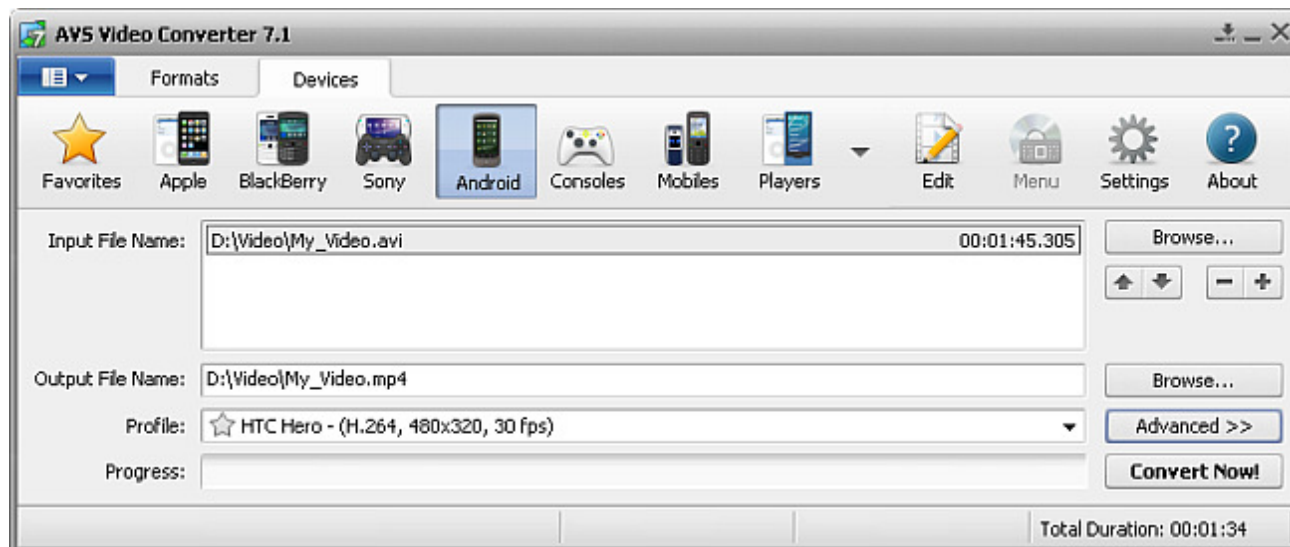 AVS Video Converter 7.1
Formats Devices
Favorites Apple BlackBerry Sony Android Consoles Mobiles Players Edit Menu Settings About
Input File Name: D:\Video\My_Video.avi 00:01:45.305 Browse...
Output File Name: D:\Video\My_Video.mp4 Browse...
Profile: HTC Hero - (H.264, 480x320, 30 fps) Advanced >>
Progress: Convert Now!
Total Duration: 00:01:34